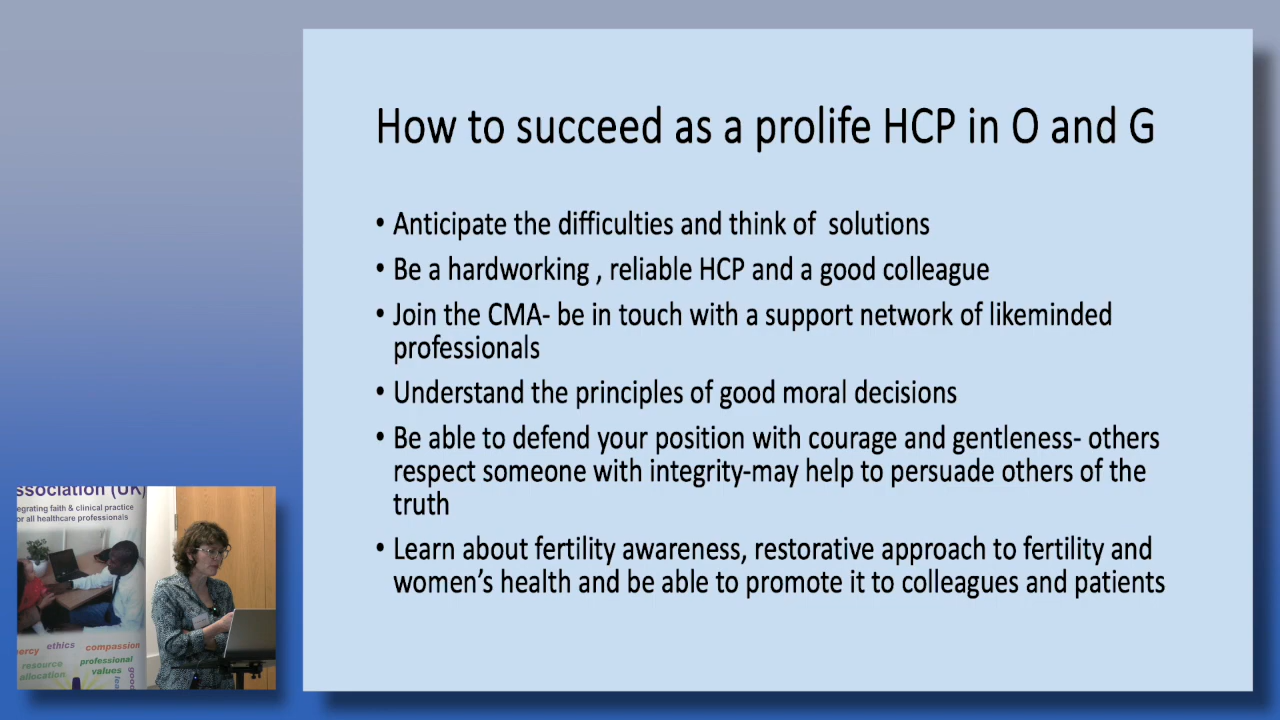 How to succeed as a prolife HCP in O and G
• Anticipate the difficulties and think of  solutions
• Be a hardworking , reliable HCP and a good colleague
• Join the CMA- be in touch with a support network of likeminded
professionals
• Understand the principles of good moral decisions
• Be able to defend your position with courage and gentleness- others
respect someone with integrity-may help to persuade others of the
truth
• Learn about fertility awareness, restorative approach to fertility and
women's health and be able to promote it to colleagues and patients
ssociation (UK)
egrating faith & clinical practice
or all healthcare professionals
ethics compassion
resource
allocation
professional
values